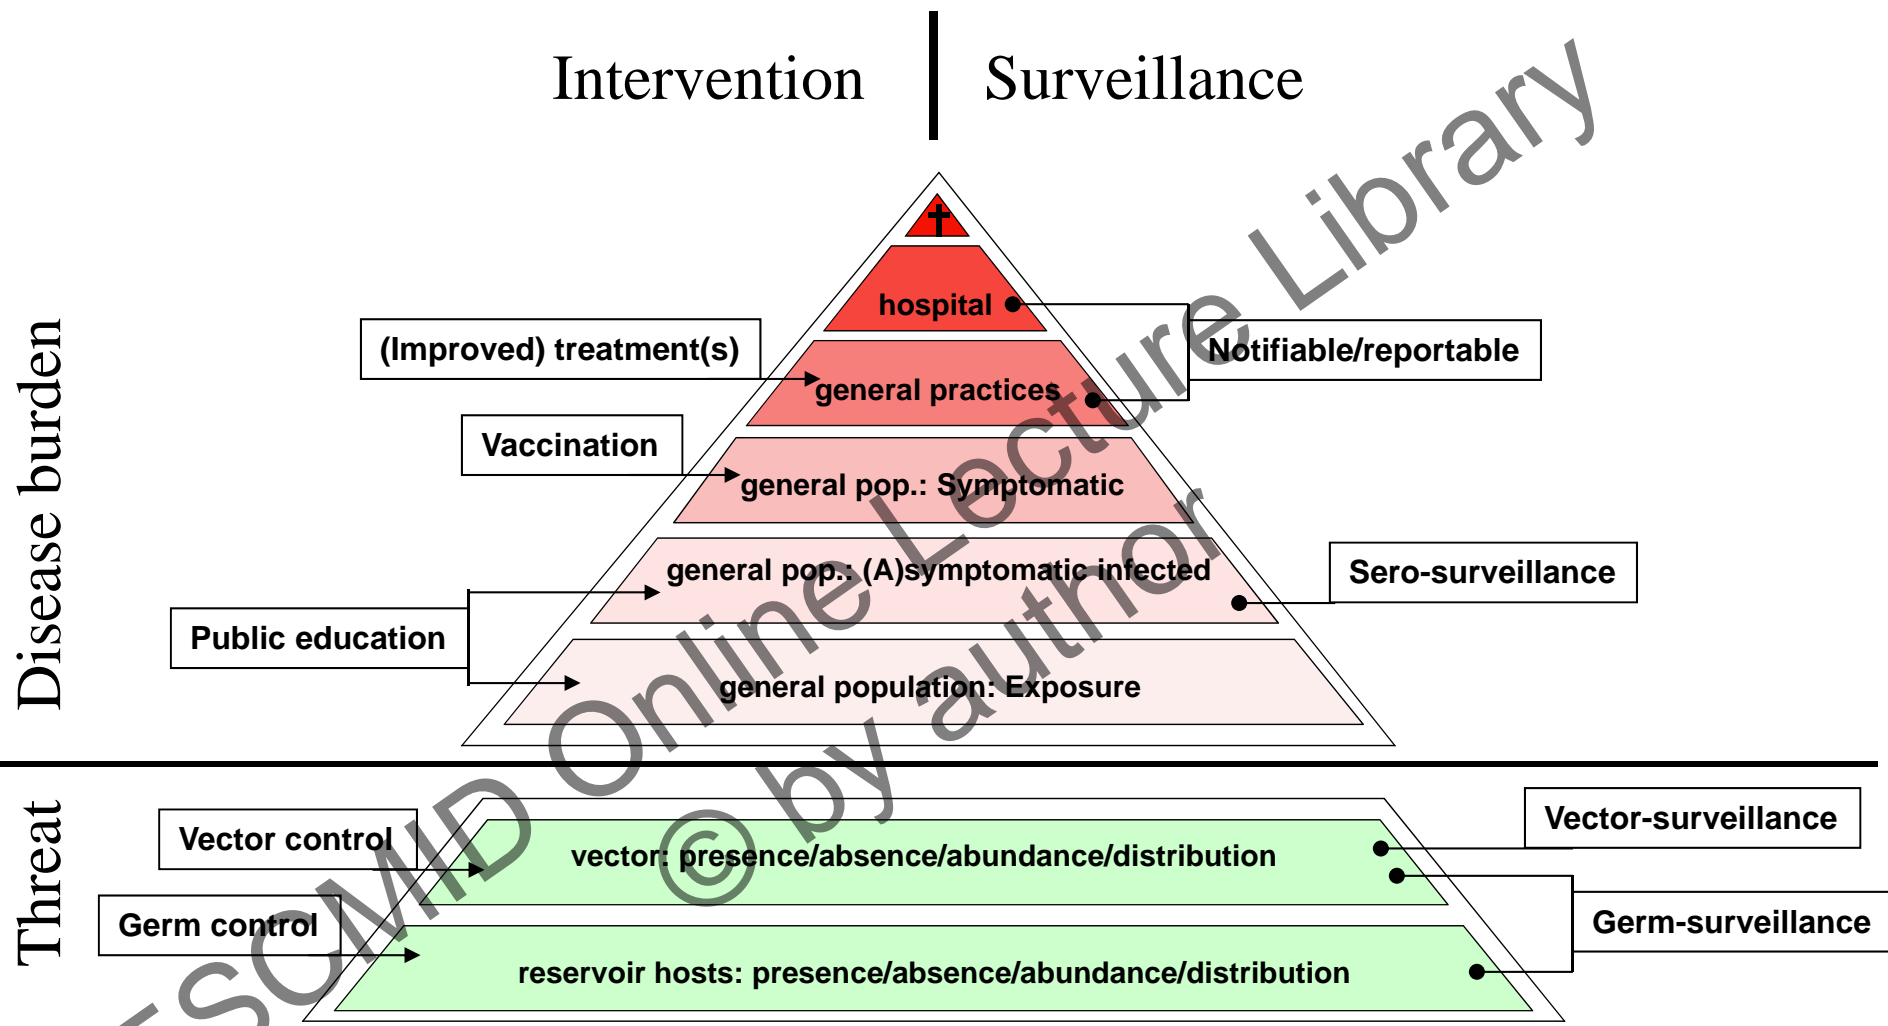 Intervention
Surveillance
Disease burden
hospital
(Improved) treatment(s)
Notifiable/reportable
general practices
Vaccination
general pop.: Symptomatic
general pop.: (A)symptomatic infected
Sero-surveillance
Public education
general population: Exposure
Threat
Vector control
vector: presence/absence/abundance/distribution
Vector-surveillance
Germ control
Germ-surveillance
reservoir hosts: presence/absence/abundance/distribution
ESCMID Online Lecture Library
© by author